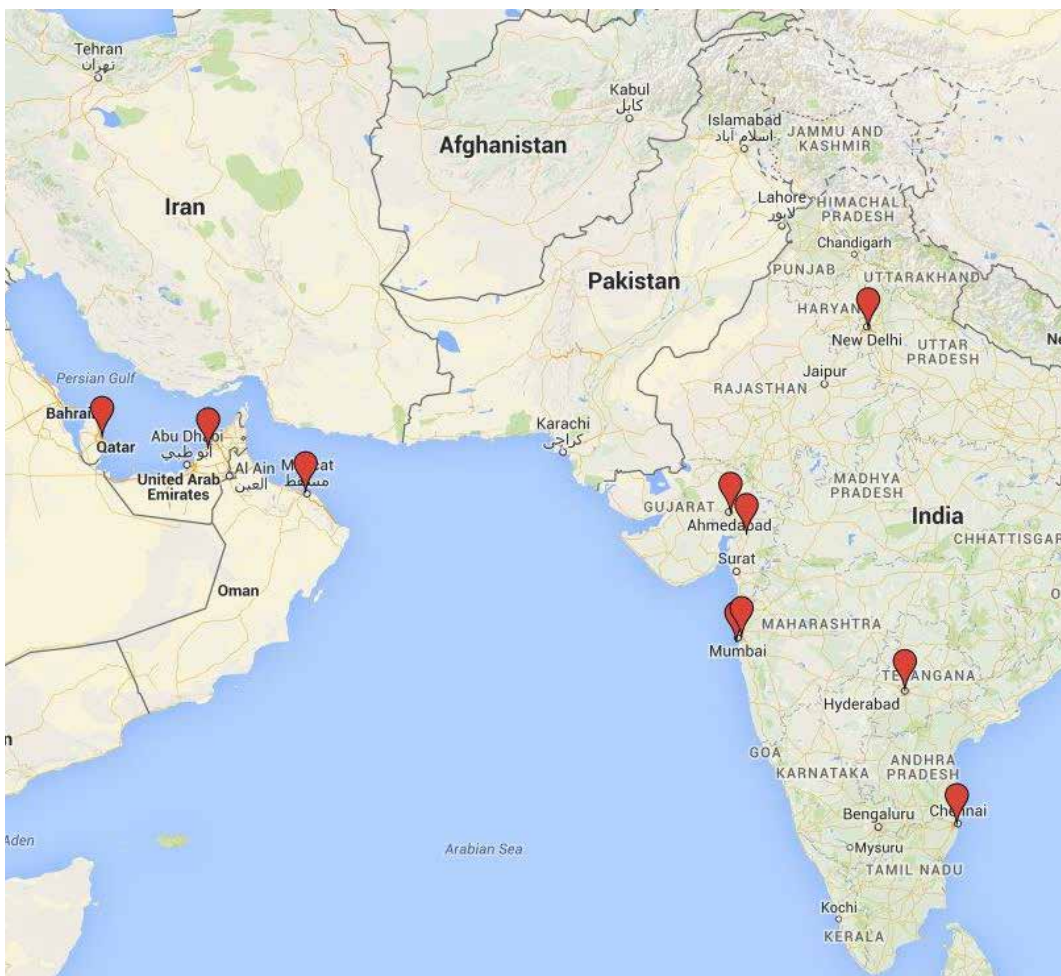 Tehran
تهران
Kabul
کابل
Islamabad
اسلام آباد
JAMMU AND
KASHMIR
Afghanistan
Iran
Lahore
لاہور
HIMACHAL
PRADESH
Chandigarh
PUNJAB
UTTARAKHAND
Pakistan
HARYAN
New Delhi
UTTAR
PRADESH
Persian Gulf
Jaipur
RAJASTHAN
Bahrain
Qatar
Abu Dhabi
أبو ظبي
Karachi
کراچی
United Arab
Emirates
Al Ain
العين
Muscat
مسقط
MADHYA
PRADESH
GUJARAT
Ahmedabad
India
CHHATTISGAR
Surat
Oman
MAHARASHTRA
Mumbai
TELANGANA
Hyderabad
GOA
KARNATAKA
ANDHRA
PRADESH
Bengaluru
Chennai
Aden
Arabian Sea
Mysuru
TAMIL NADU
Kochi
KERALA